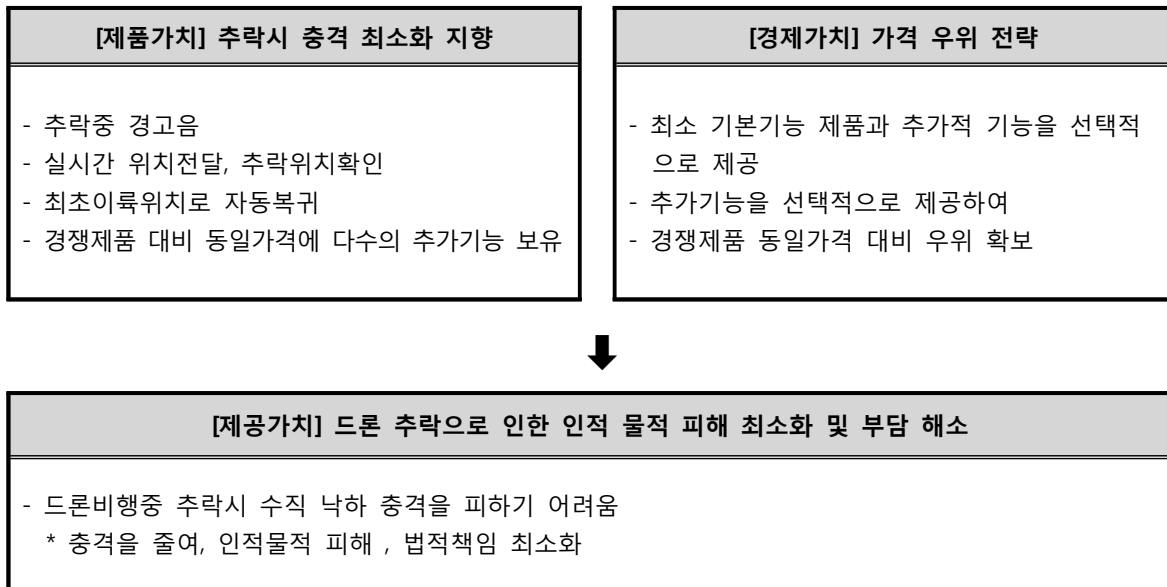 [제품가치] 추락시 충격 최소화 지향
- 추락중 경고음
- 실시간 위치전달, 추락위치확인
- 최초이륙위치로 자동복귀
- 경쟁제품 대비 동일가격에 다수의 추가기능 보유
[경제가치] 가격 우위 전략
- 최소 기본기능 제품과 추가적 기능을 선택적
으로 제공
- 추가기능을 선택적으로 제공하여
- 경쟁제품 동일가격 대비 우위 확보
[제공가치] 드론 추락으로 인한 인적 물적 피해 최소화 및 부담 해소
- 드론비행중 추락시 수직 낙하 충격을 피하기 어려움
* 충격을 줄여, 인적물적 피해 , 법적책임 최소화